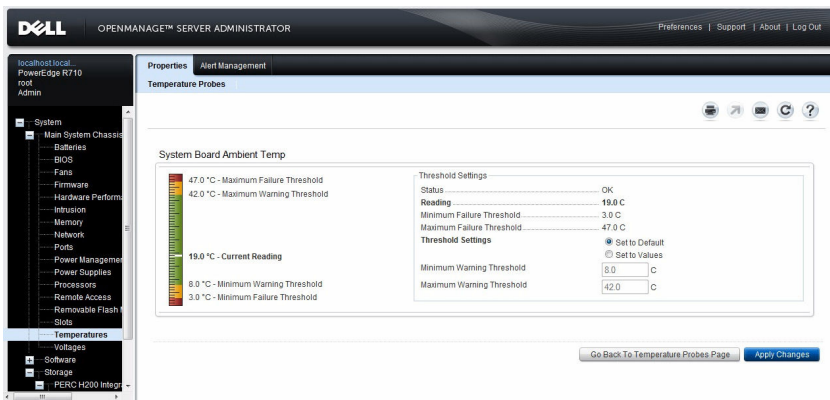 DELL
OPENMANAGE™ SERVER ADMINISTRATOR
Preferences | Support | About | Log Out
localhost.local...
PowerEdge R710
root
Admin
Properties
Alert Management
Temperature Probes
System
Main System Chassis
Batteries
BIOS
Fans
Firmware
Hardware Performa
Intrusion
Memory
Network
Ports
Power Managemer
Power Supplies
Processors
Remote Access
Removable Flash
Slots
Temperatures
Voltages
Software
Storage
PERC H200 Integra
System Board Ambient Temp
47.0 °C - Maximum Failure Threshold
42.0 °C - Maximum Warning Threshold
19.0 °C - Current Reading
8.0 °C - Minimum Warning Threshold
3.0 °C - Minimum Failure Threshold
Threshold Settings
Status OK
Reading 19.0 C
Minimum Failure Threshold 3.0 C
Maximum Failure Threshold 47.0 C
Threshold Settings Set to Default
Set to Values
Minimum Warning Threshold 8.0 C
Maximum Warning Threshold 42.0 C
Go Back To Temperature Probes Page
Apply Changes